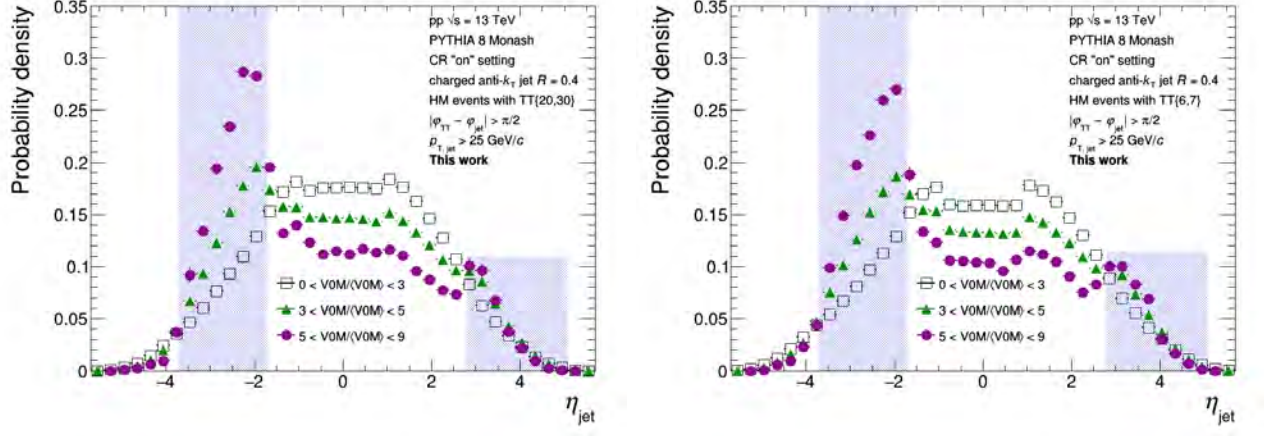 Probability density
0.35
0.3
0.25
0.2
0.15
0.1
0.05
0
pp √s = 13 TeV
PYTHIA 8 Monash
CR "on" setting
charged anti-kT jet R = 0.4
HM events with TT{20,30}
|φTT − φjet| > π/2
pT, jet > 25 GeV/c
This work
0 < V0M/⟨V0M⟩ < 3
3 < V0M/⟨V0M⟩ < 5
5 < V0M/⟨V0M⟩ < 9
−4 −2 0 2 4
ηjet
Probability density
0.35
0.3
0.25
0.2
0.15
0.1
0.05
0
pp √s = 13 TeV
PYTHIA 8 Monash
CR "on" setting
charged anti-kT jet R = 0.4
HM events with TT{6,7}
|φTT − φjet| > π/2
pT, jet > 25 GeV/c
This work
0 < V0M/⟨V0M⟩ < 3
3 < V0M/⟨V0M⟩ < 5
5 < V0M/⟨V0M⟩ < 9
−4 −2 0 2 4
ηjet